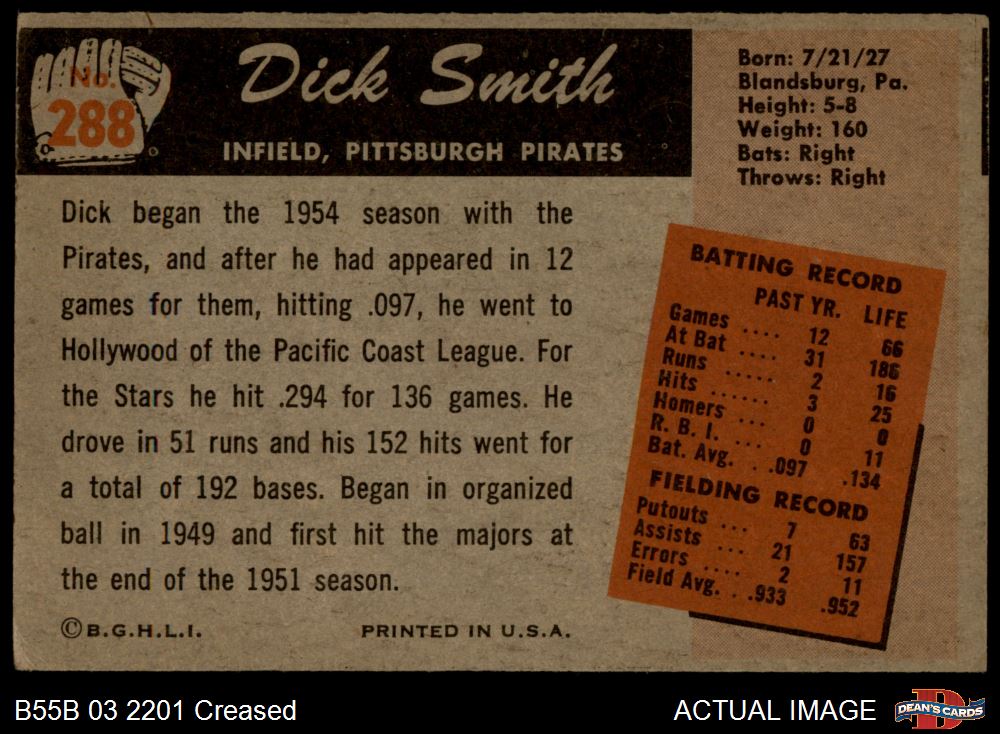 No.
288
Dick Smith
INFIELD, PITTSBURGH PIRATES
Born: 7/21/27
Blandsburg, Pa.
Height: 5-8
Weight: 160
Bats: Right
Throws: Right
Dick began the 1954 season with the
Pirates, and after he had appeared in 12
games for them, hitting .097, he went to
Hollywood of the Pacific Coast League. For
the Stars he hit .294 for 136 games. He
drove in 51 runs and his 152 hits went for
a total of 192 bases. Began in organized
ball in 1949 and first hit the majors at
the end of the 1951 season.
BATTING RECORD
PAST YR. LIFE
Games .... 12 66
At Bat .... 31 186
Runs ..... 2 16
Hits ...... 3 25
Homers .... 0 0
R. B. I. ... 0 11
Bat. Avg. . .097 .134
FIELDING RECORD
Putouts ... 7 63
Assists ... 21 157
Errors .... 2 11
Field Avg. . .933 .952
©B.G.H.L.I. PRINTED IN U.S.A.
B55B 03 2201 Creased ACTUAL IMAGE
D
DEAN'S CARDS